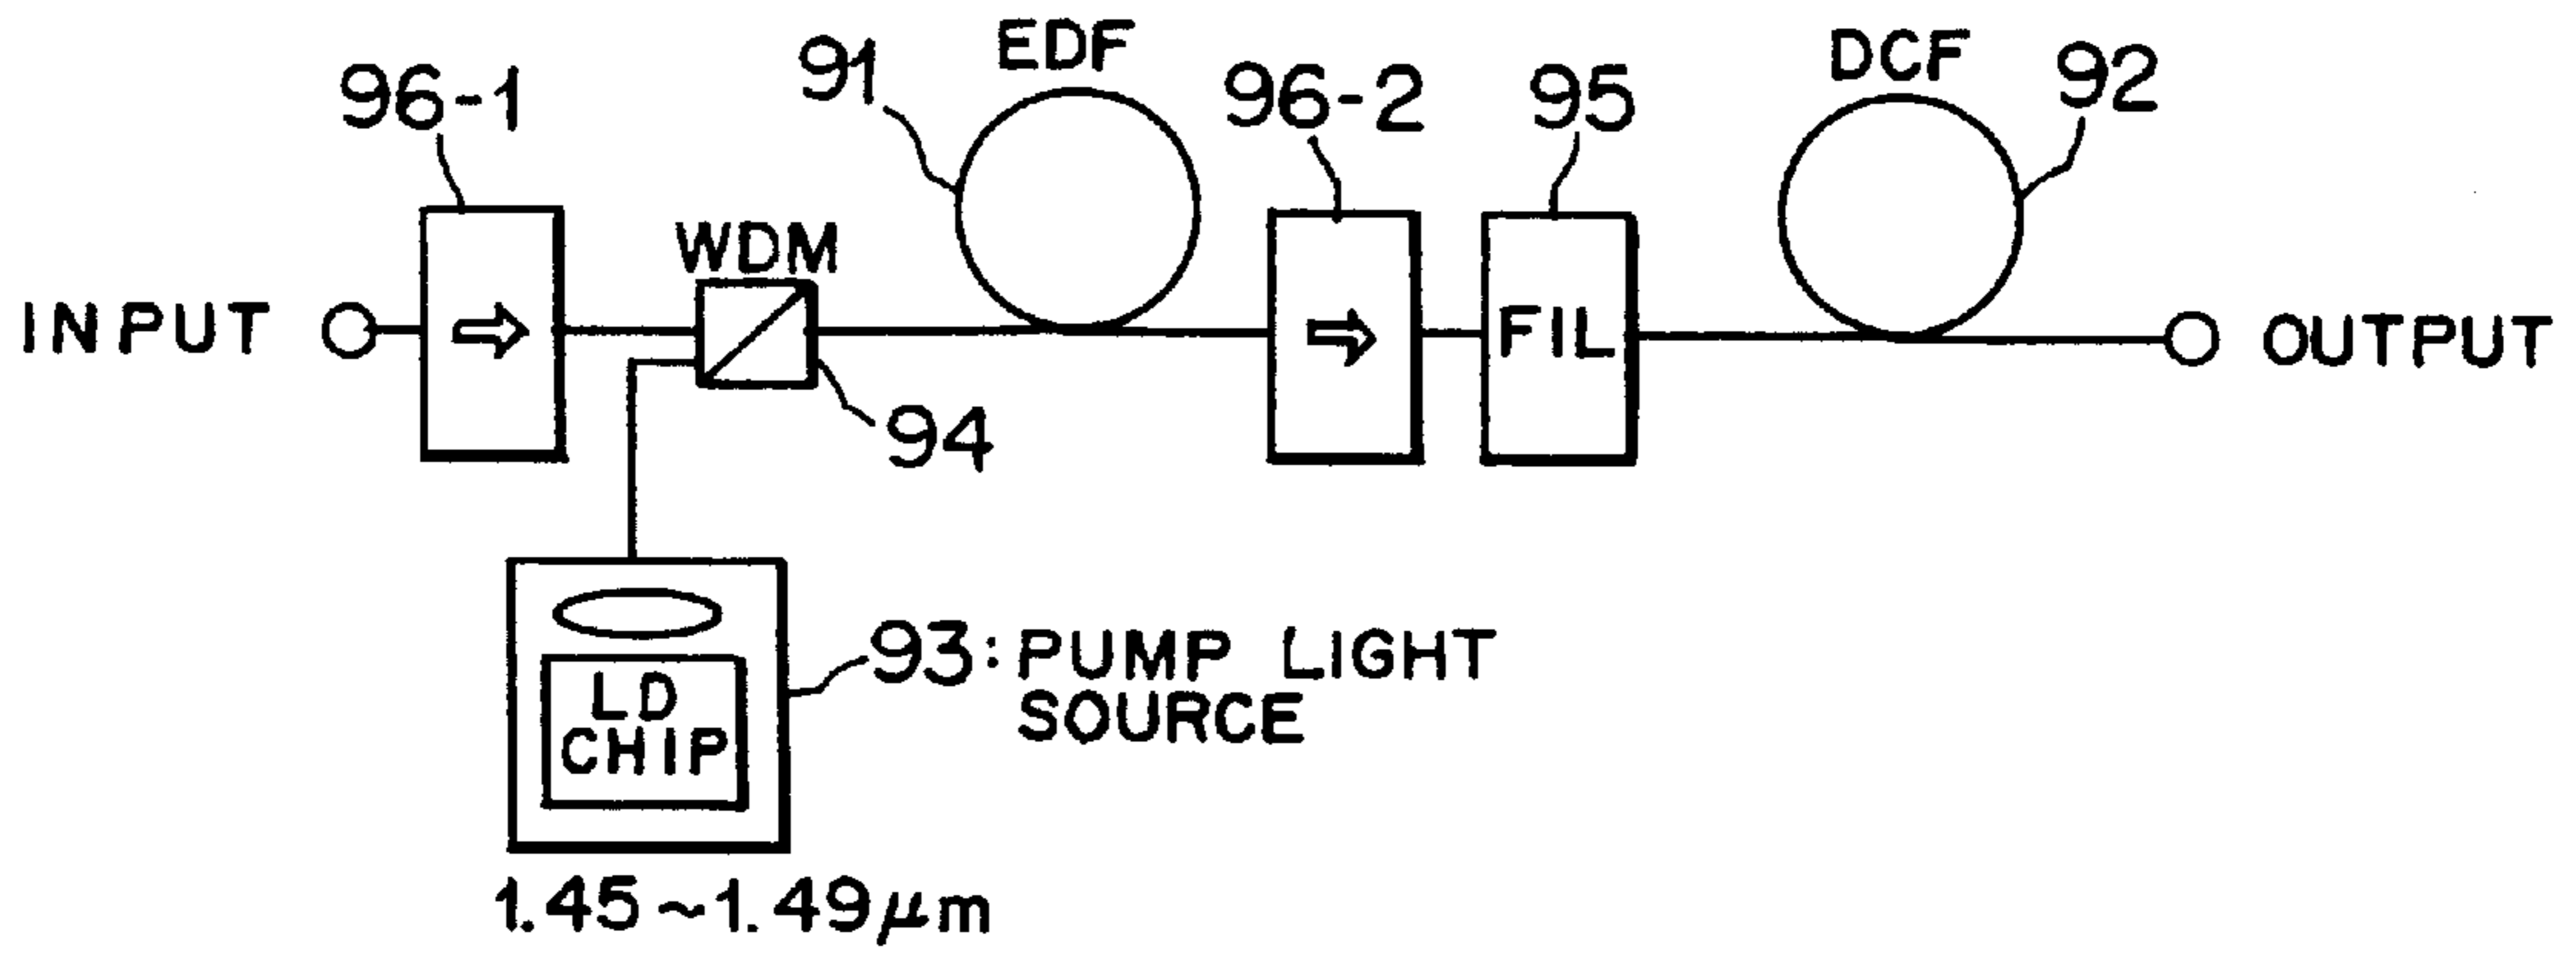 91
EDF
DCF
92
96-1
96-2
95
WDM
INPUT
FIL
OUTPUT
94
93: PUMP LIGHT
SOURCE
LD
CHIP
1.45~1.49μm